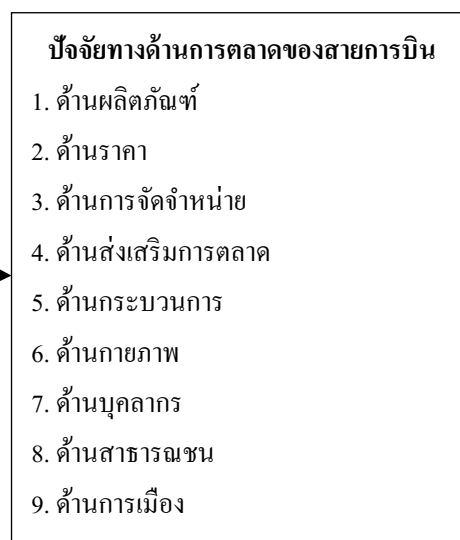 ปัจจัยทางด้านการตลาดของสายการบิน
1. ด้านผลิตภัณฑ์
2. ด้านราคา
3. ด้านการจัดจำหน่าย
4. ด้านส่งเสริมการตลาด
5. ด้านกระบวนการ
6. ด้านกายภาพ
7. ด้านบุคลากร
8. ด้านสาธารณชน
9. ด้านการเมือง